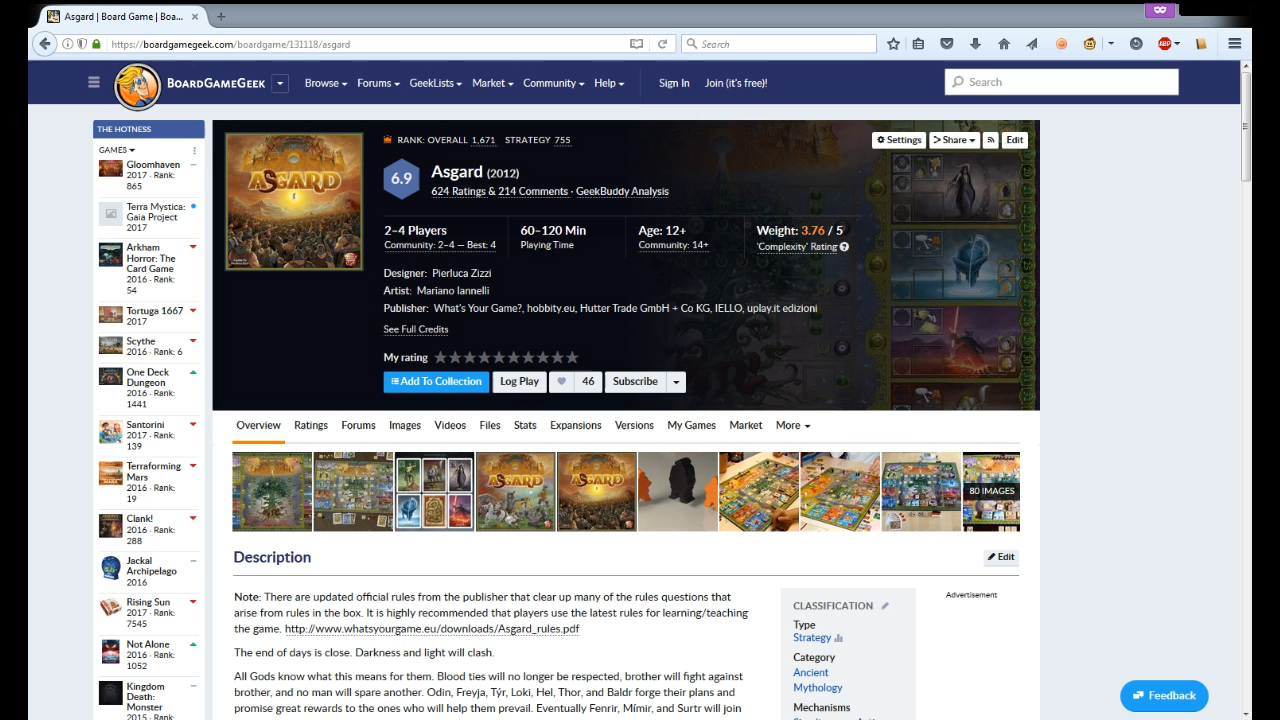 Asgard | Board Game | Boa...
https://boardgamegeek.com/boardgame/131118/asgard
Search
ABP
BOARDGAMEGEEK
Browse
Forums
GeekLists
Market
Community
Help
Sign In
Join (it's free)!
Search
THE HOTNESS
GAMES
Gloomhaven
2017 · Rank:
865
Terra Mystica:
Gaia Project
2017
Arkham
Horror: The
Card Game
2016 · Rank:
54
Tortuga 1667
2017
Scythe
2016 · Rank: 6
One Deck
Dungeon
2016 · Rank:
1441
Santorini
2017 · Rank:
139
Terraforming
Mars
2016 · Rank:
19
Clank!
2016 · Rank:
288
Jackal
Archipelago
2016
Rising Sun
2017 · Rank:
7545
Not Alone
2016 · Rank:
1052
Kingdom
Death:
Monster
2015 · Rank:
ASGARD
RANK: OVERALL 1,671 STRATEGY 755
Settings
Share
Edit
6.9
Asgard (2012)
624 Ratings & 214 Comments · GeekBuddy Analysis
2–4 Players
Community: 2–4 — Best: 4
60–120 Min
Playing Time
Age: 12+
Community: 14+
Weight: 3.76 / 5
'Complexity' Rating
Designer: Pierluca Zizzi
Artist: Mariano Iannelli
Publisher: What's Your Game?, hobbity.eu, Hutter Trade GmbH + Co KG, IELLO, uplay.it edizioni
See Full Credits
My rating
Add To Collection
Log Play
46
Subscribe
Overview
Ratings
Forums
Images
Videos
Files
Stats
Expansions
Versions
My Games
Market
More
ASGARD
ASGARD
80 IMAGES
Description
Edit
Note: There are updated official rules from the publisher that clear up many of the rules questions that
arise from rules in the box. It is highly recommended that players use the latest rules for learning/teaching
the game. http://www.whatsyourgame.eu/downloads/Asgard_rules.pdf
The end of days is close. Darkness and light will clash.
All Gods know what this means for them. Blood ties will no longer be respected, brother will fight against
brother, and no man will spare another. Odin, Freyja, Týr, Loki, Hel, Thor, and Baldr forge their plans and
promise great rewards to the ones who will help them prevail. Eventually Fenrir, Mímir, and Surtr will join
CLASSIFICATION
Type
Strategy
Category
Ancient
Mythology
Mechanisms
Advertisement
Feedback